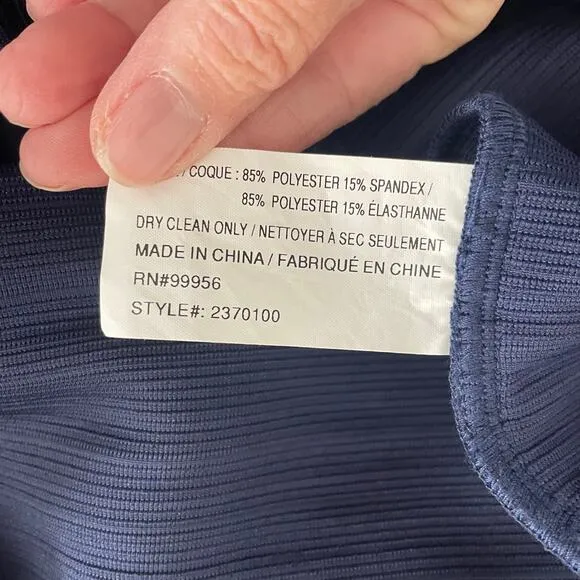 / COQUE : 85% POLYESTER 15% SPANDEX /
85% POLYESTER 15% ÉLASTHANNE
DRY CLEAN ONLY / NETTOYER À SEC SEULEMENT
MADE IN CHINA / FABRIQUÉ EN CHINE
RN#99956
STYLE#: 2370100